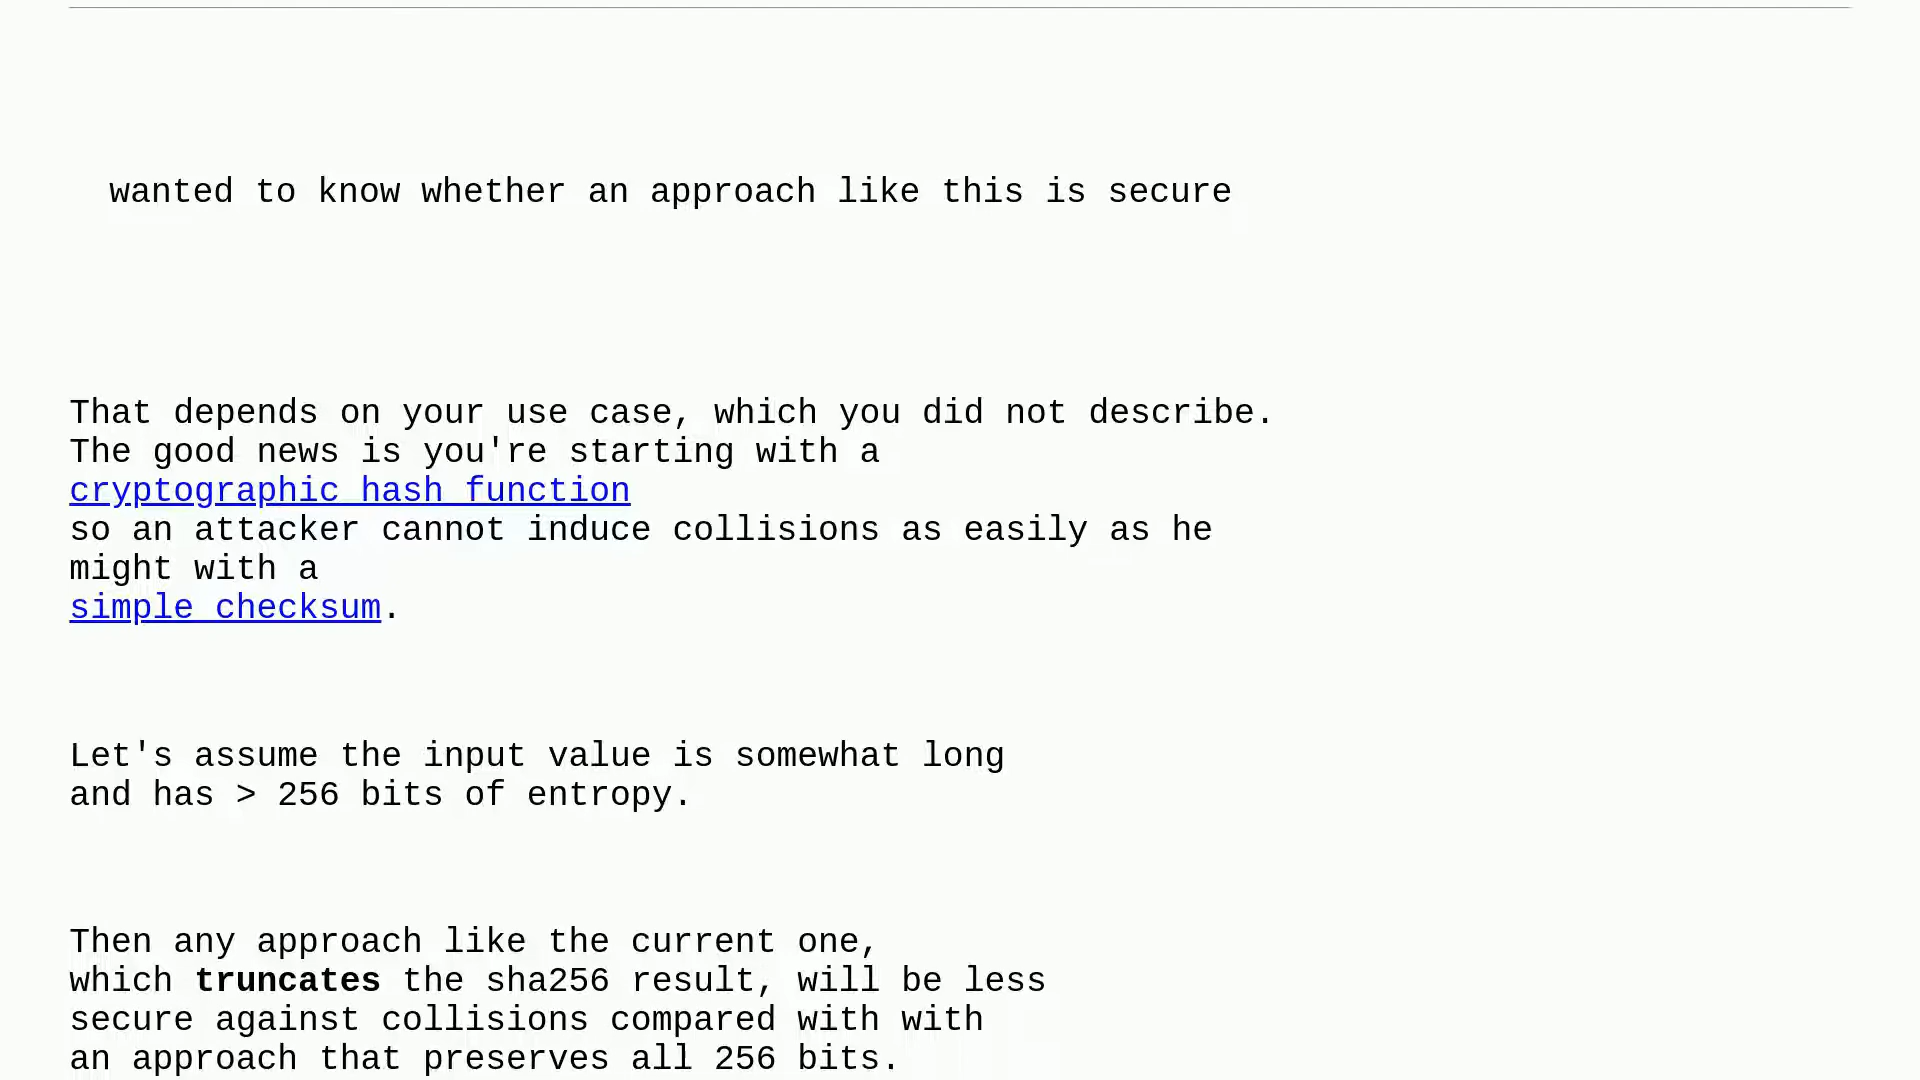 wanted to know whether an approach like this is secure
That depends on your use case, which you did not describe.
The good news is you're starting with a
cryptographic hash function
so an attacker cannot induce collisions as easily as he
might with a
simple checksum.
Let's assume the input value is somewhat long
and has > 256 bits of entropy.
Then any approach like the current one,
which truncates the sha256 result, will be less
secure against collisions compared with with
an approach that preserves all 256 bits.